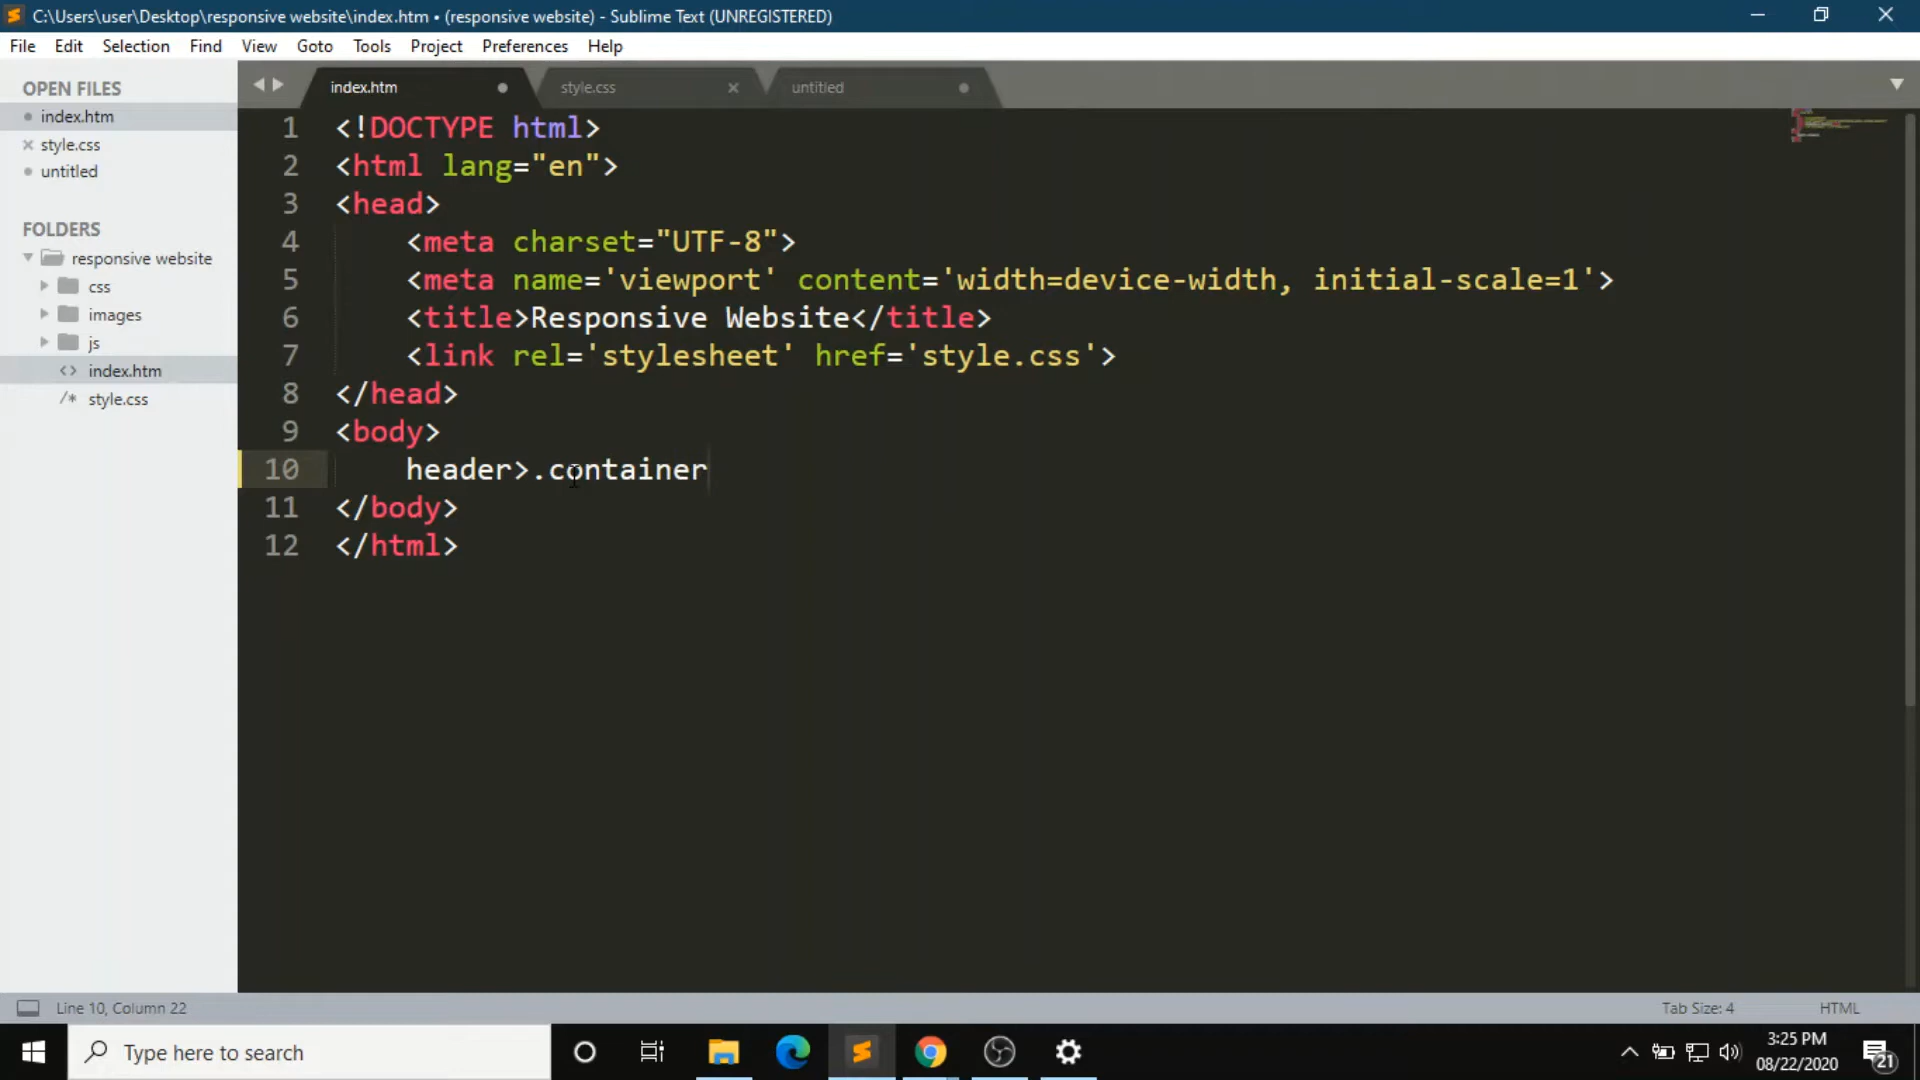 C:\Users\user\Desktop\responsive website\index.htm • (responsive website) - Sublime Text (UNREGISTERED)
File Edit Selection Find View Goto Tools Project Preferences Help
OPEN FILES
index.htm
style.css
untitled
FOLDERS
responsive website
css
images
js
index.htm
/* style.css
index.htm style.css untitled
1 <!DOCTYPE html>
2 <html lang="en">
3 <head>
4 <meta charset="UTF-8">
5 <meta name='viewport' content='width=device-width, initial-scale=1'>
6 <title>Responsive Website</title>
7 <link rel='stylesheet' href='style.css'>
8 </head>
9 <body>
10 header>.container
11 </body>
12 </html>
Line 10, Column 22 Tab Size: 4 HTML
Type here to search
3:25 PM
08/22/2020
21